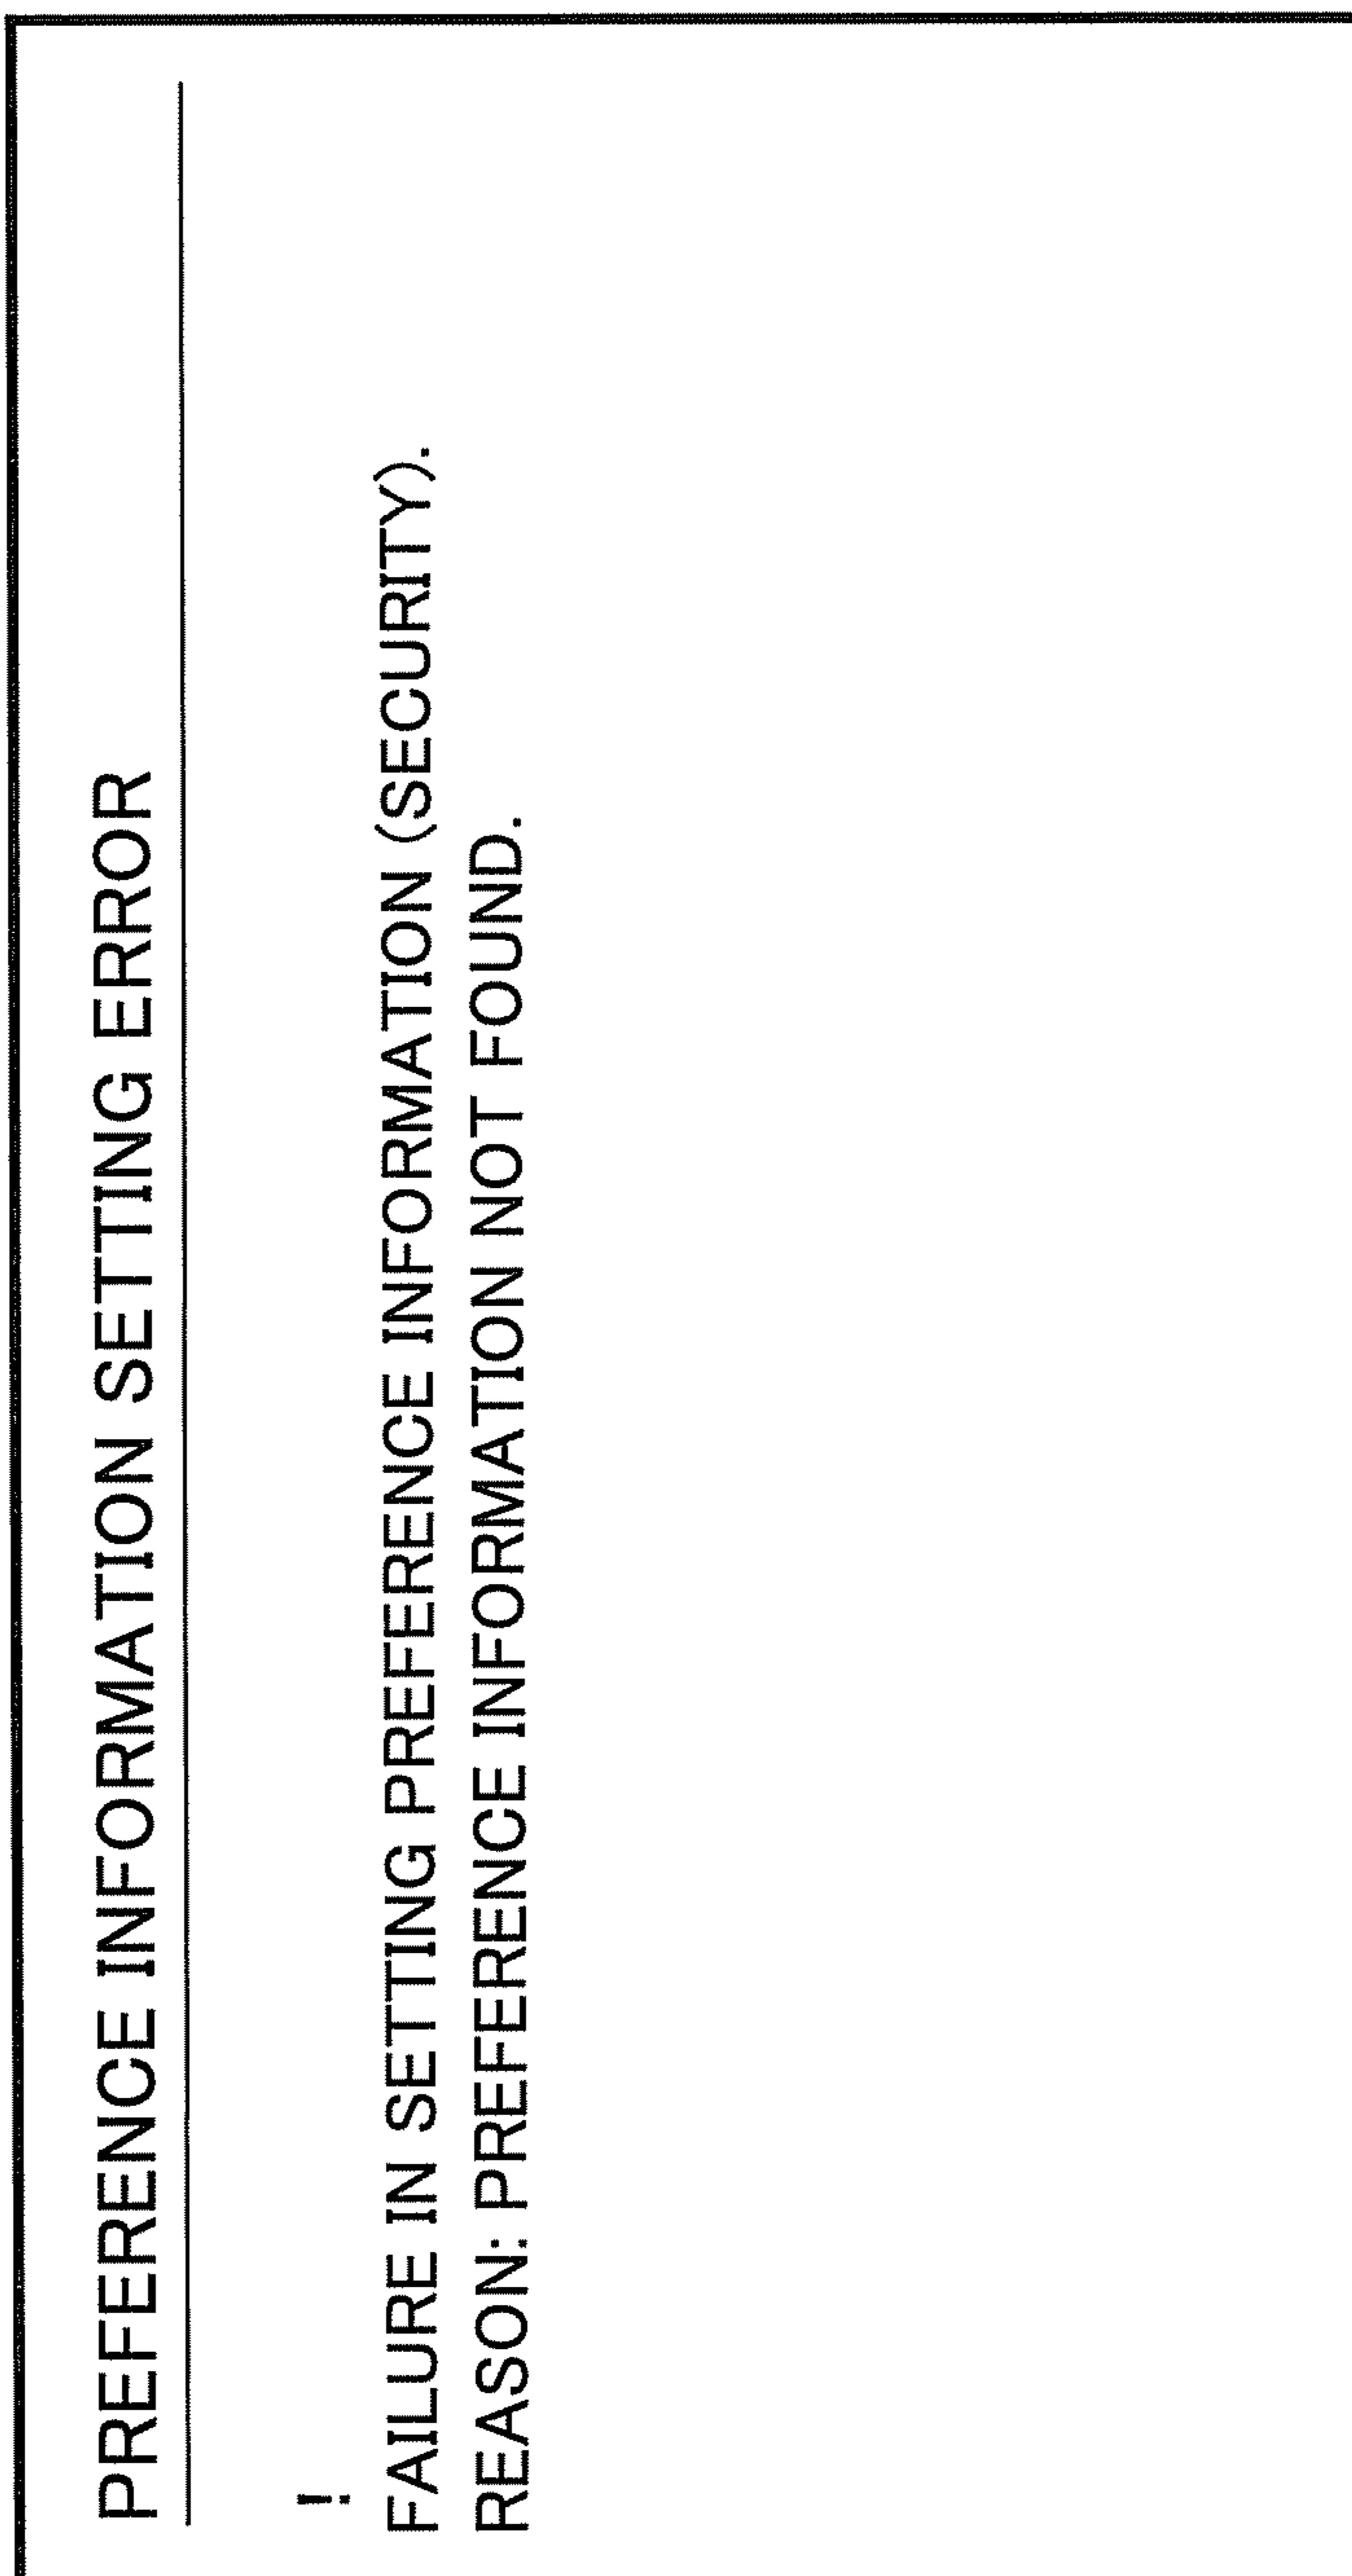 PREFERENCE INFORMATION SETTING ERROR
!
FAILURE IN SETTING PREFERENCE INFORMATION (SECURITY).
REASON: PREFERENCE INFORMATION NOT FOUND.